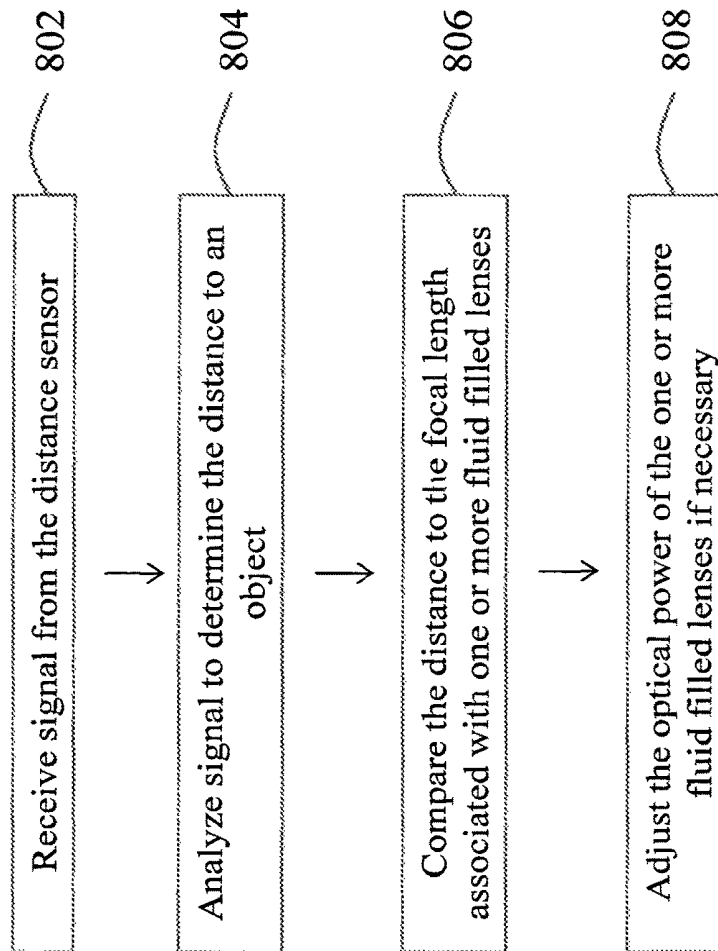 802
Receive signal from the distance sensor
804
Analyze signal to determine the distance to an
object
806
Compare the distance to the focal length
associated with one or more fluid filled lenses
808
Adjust the optical power of the one or more
fluid filled lenses if necessary